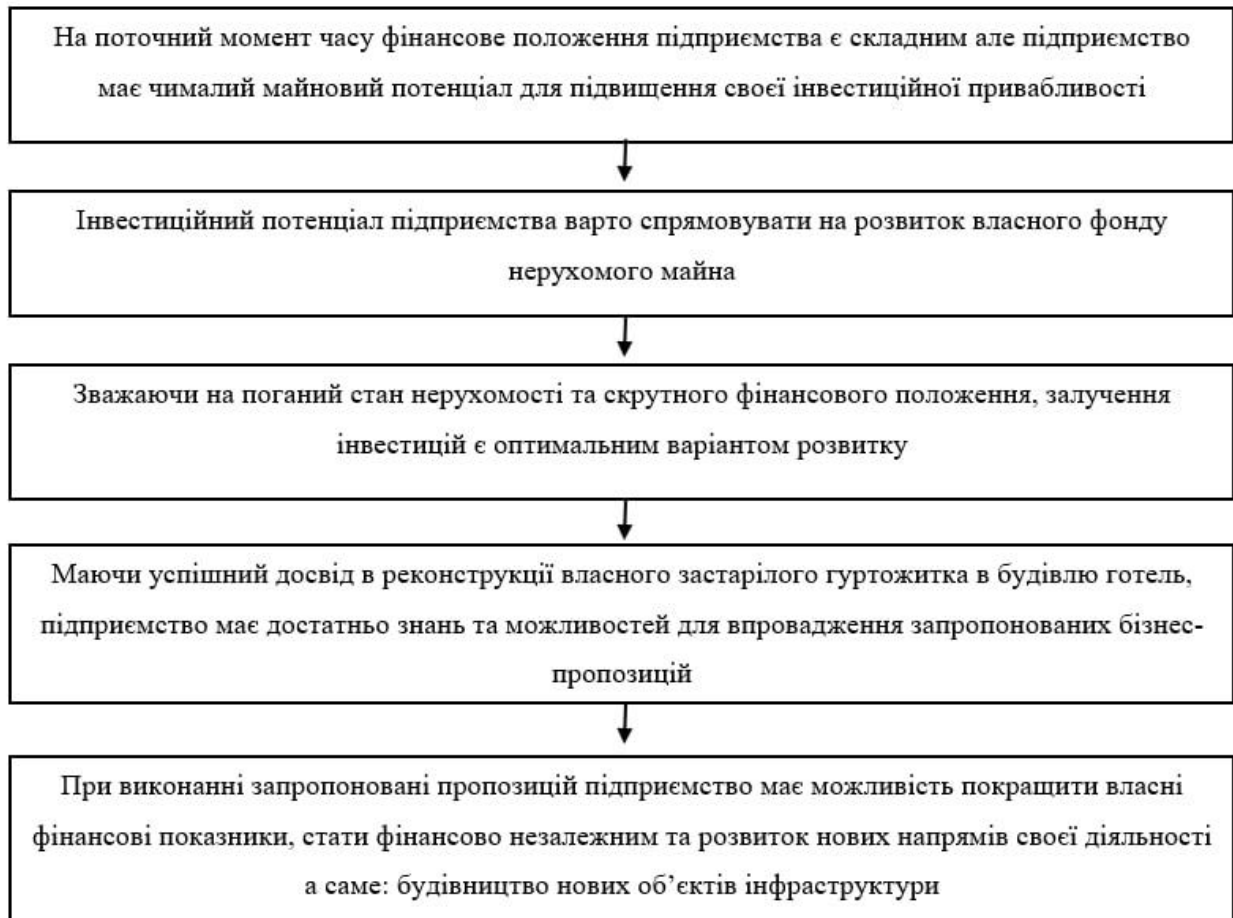 На поточний момент часу фінансове положення підприємства є складним але підприємство
має чималий майновий потенціал для підвищення своєї інвестиційної привабливості
Інвестиційний потенціал підприємства варто спрямовувати на розвиток власного фонду
нерухомого майна
Зважаючи на поганий стан нерухомості та скрутного фінансового положення, залучення
інвестицій є оптимальним варіантом розвитку
Маючи успішний досвід в реконструкції власного застарілого гуртожитка в будівлю готель,
підприємство має достатньо знань та можливостей для впровадження запропонованих бізнес-
пропозицій
При виконанні запропоновані пропозицій підприємство має можливість покращити власні
фінансові показники, стати фінансово незалежним та розвиток нових напрямів своєї діяльності
а саме: будівництво нових об’єктів інфраструктури